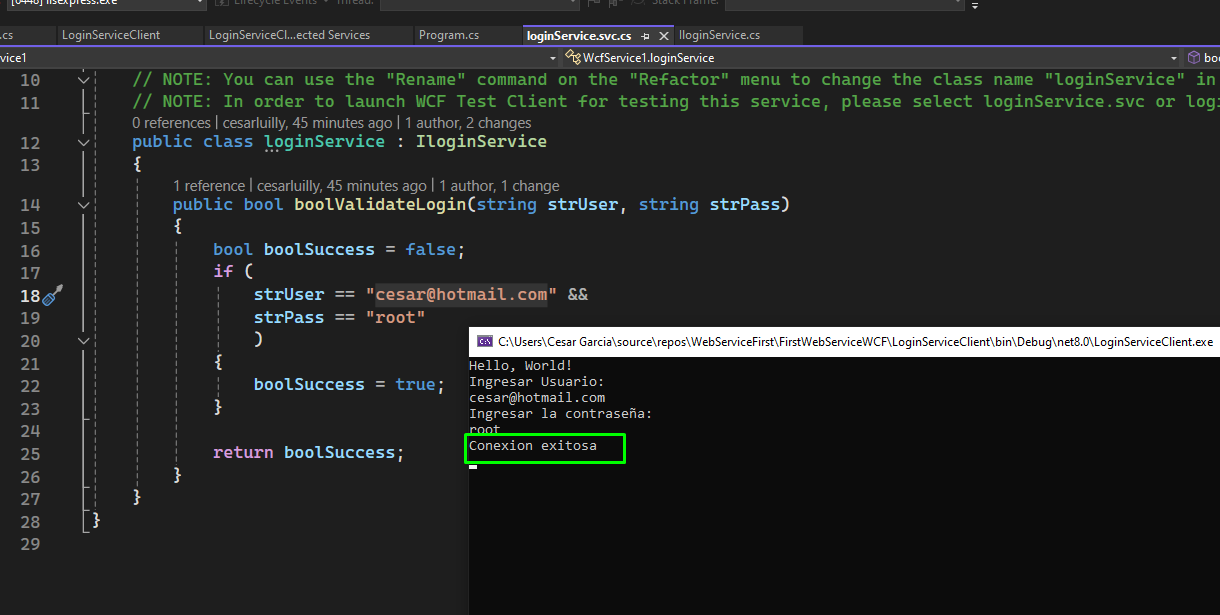 [0448] iisexpress.exe Lifecycle Events Thread: Stack Frame:
.cs LoginServiceClient LoginServiceCl...ected Services Program.cs loginService.svc.cs IloginService.cs
vice1 WcfService1.loginService boo
10 // NOTE: You can use the "Rename" command on the "Refactor" menu to change the class name "loginService" in
11 // NOTE: In order to launch WCF Test Client for testing this service, please select loginService.svc or logi
0 references | cesarluilly, 45 minutes ago | 1 author, 2 changes
12 public class loginService : IloginService
13 {
1 reference | cesarluilly, 45 minutes ago | 1 author, 1 change
14 public bool boolValidateLogin(string strUser, string strPass)
15 {
16 bool boolSuccess = false;
17 if (
18 strUser == "cesar@hotmail.com" &&
19 strPass == "root"
20 )
21 {
22 boolSuccess = true;
23 }
24
25 return boolSuccess;
26 }
27 }
28 }
29
C:\Users\Cesar Garcia\source\repos\WebServiceFirst\FirstWebServiceWCF\LoginServiceClient\bin\Debug\net8.0\LoginServiceClient.exe
Hello, World!
Ingresar Usuario:
cesar@hotmail.com
Ingresar la contraseña:
root
Conexion exitosa